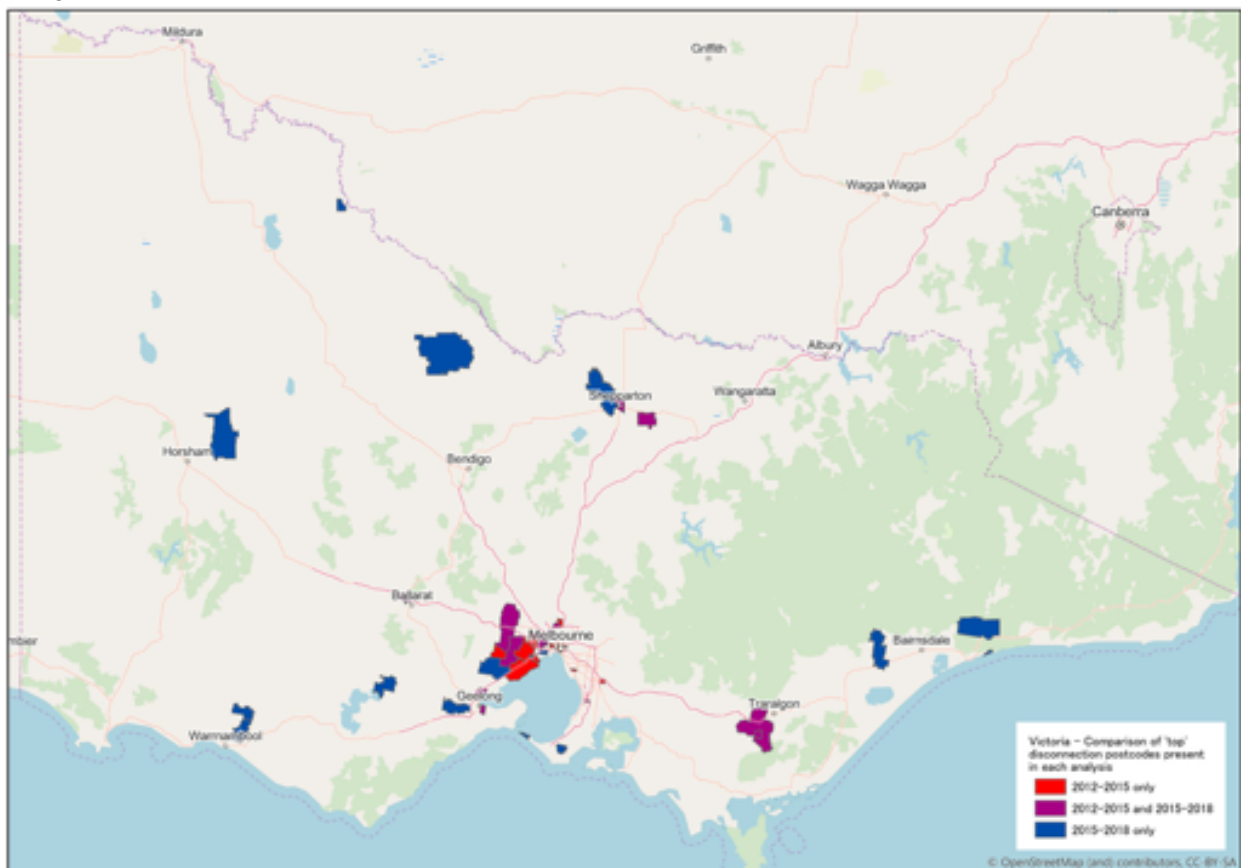 Mildura
Griffith
Wagga Wagga
Canberra
Albury
Shepparton
Wangaratta
Horsham
Bendigo
Ballarat
Melbourne
mbier
Bairnsdale
Geelong
Traralgon
Warrnambool
Victoria - Comparison of 'top'
disconnection postcodes present
in each analysis
2012-2015 only
2012-2015 and 2015-2018
2015-2018 only
© OpenStreetMap (and) contributors, CC-BY-SA